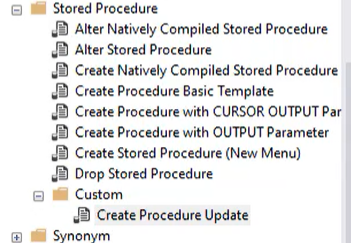 Stored Procedure
Alter Natively Compiled Stored Procedure
Alter Stored Procedure
Create Natively Compiled Stored Procedure
Create Procedure Basic Template
Create Procedure with CURSOR OUTPUT Par
Create Procedure with OUTPUT Parameter
Create Stored Procedure (New Menu)
Drop Stored Procedure
Custom
Create Procedure Update
Synonym